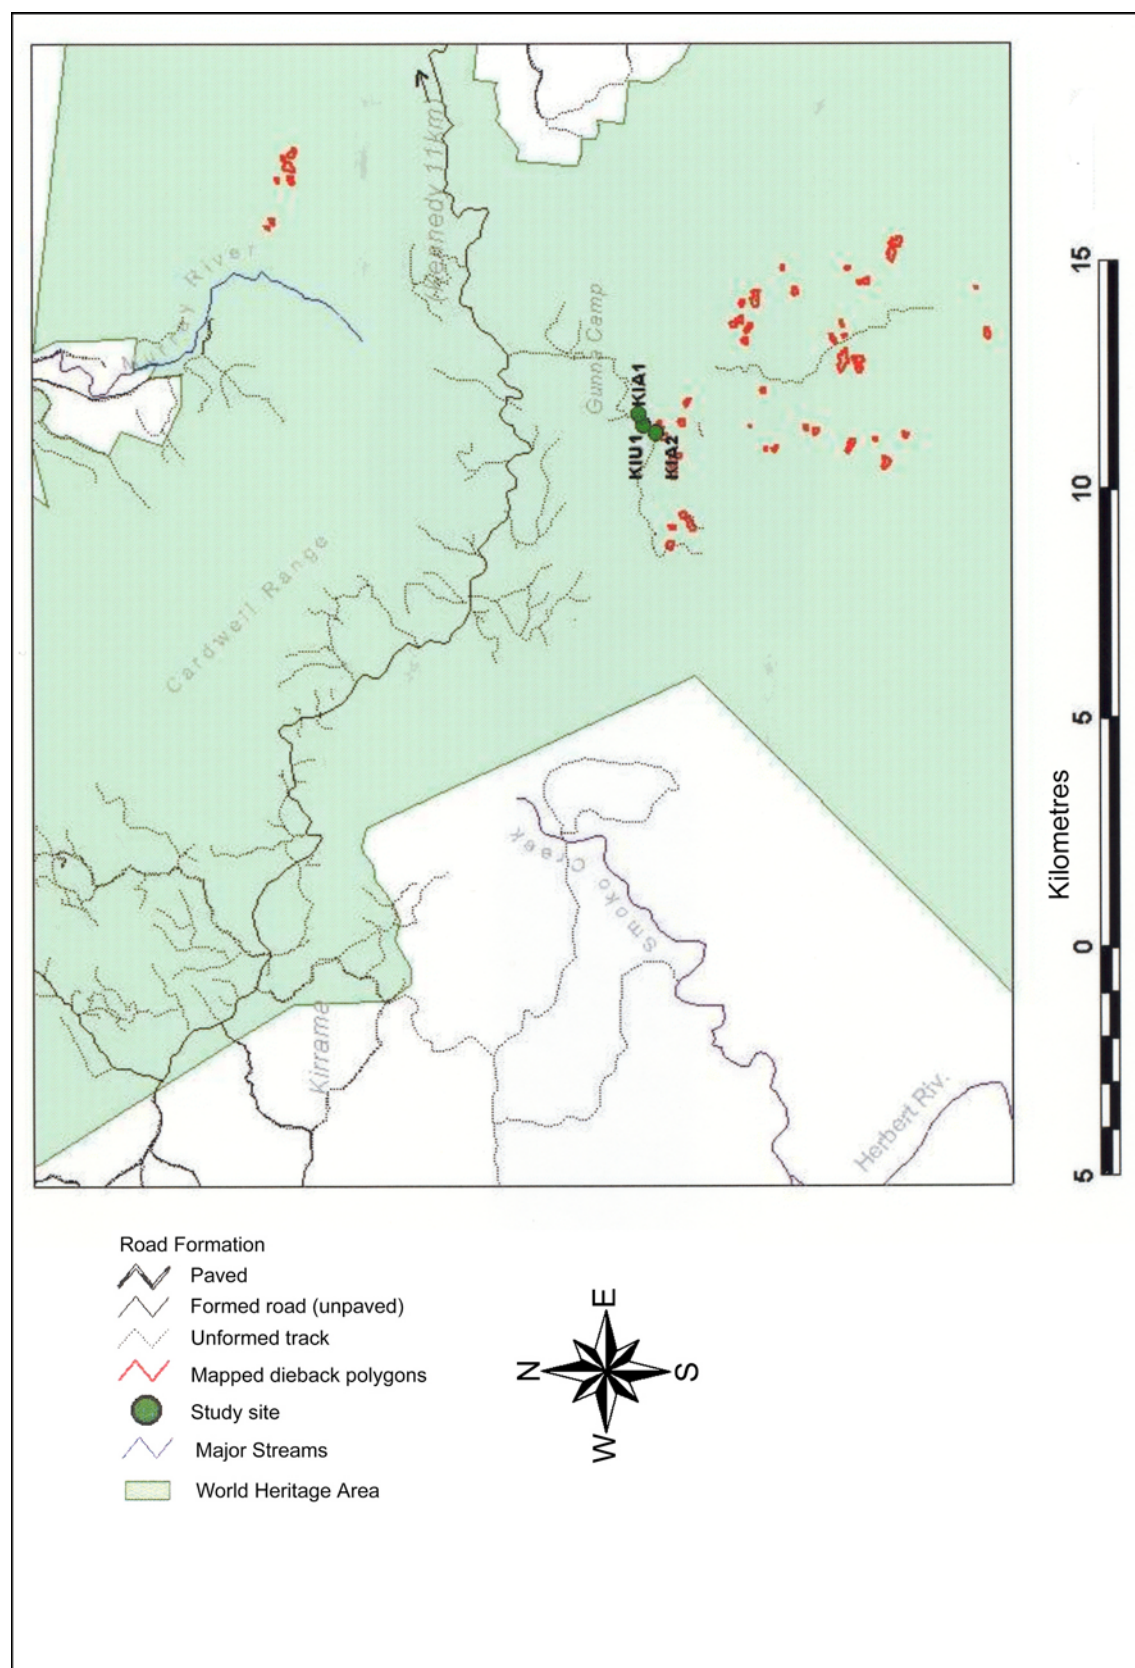 (Kennedy 11km)
Murray River
Gunna Camp
KIA1
KIU1
KIA2
Cardwell Range
Smoko Creek
Kirrama
Herbert Riv.
15
10
5
0
5
Kilometres
Road Formation
Paved
Formed road (unpaved)
Unformed track
Mapped dieback polygons
Study site
Major Streams
World Heritage Area
N
E
S
W